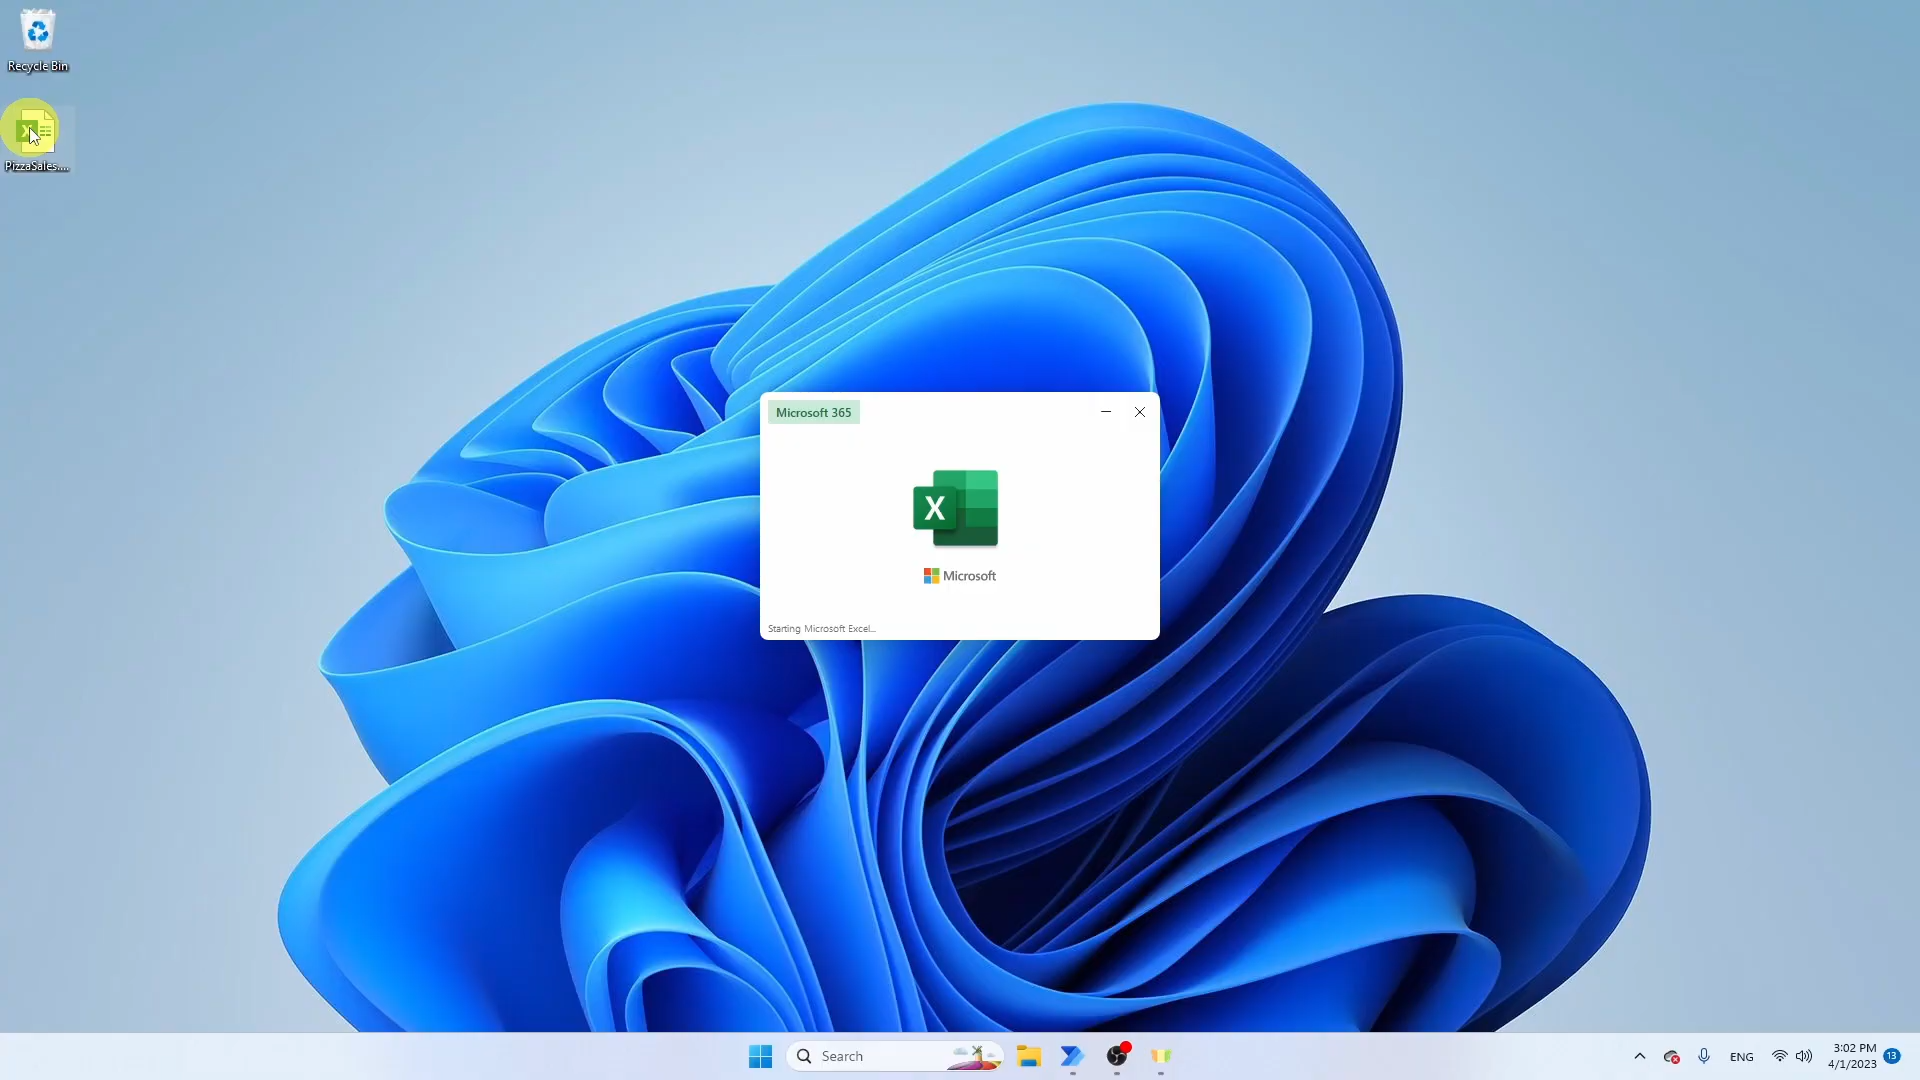 Recycle Bin
PizzaSales....
Microsoft 365
X
Microsoft
Starting Microsoft Excel...
Search
ENG
3:02 PM
4/1/2023
13